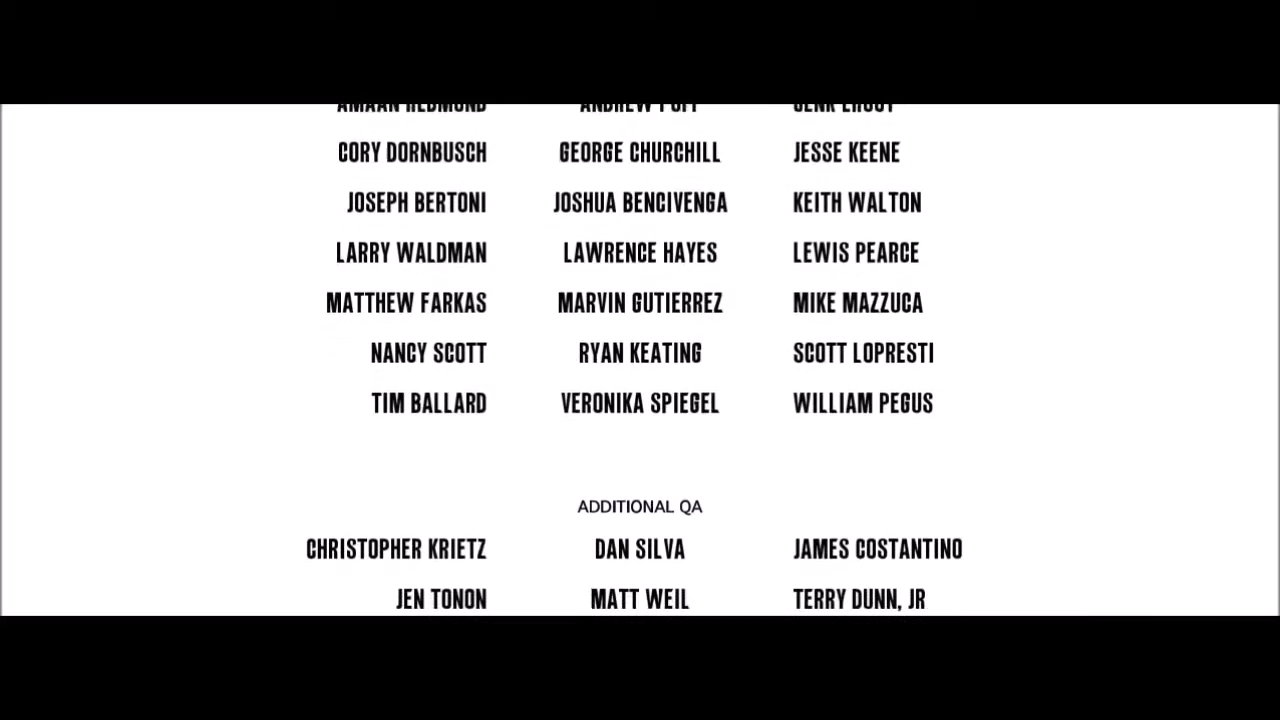 CORY DORNBUSCH GEORGE CHURCHILL JESSE KEENE
JOSEPH BERTONI JOSHUA BENCIVENGA KEITH WALTON
LARRY WALDMAN LAWRENCE HAYES LEWIS PEARCE
MATTHEW FARKAS MARVIN GUTIERREZ MIKE MAZZUCA
NANCY SCOTT RYAN KEATING SCOTT LOPRESTI
TIM BALLARD VERONIKA SPIEGEL WILLIAM PEGUS
ADDITIONAL QA
CHRISTOPHER KRIETZ DAN SILVA JAMES COSTANTINO
JEN TONON MATT WEIL TERRY DUNN, JR